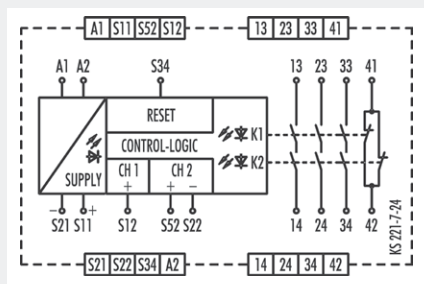 A1 S11 S52 S12 13 23 33 41
A1 A2 S34 13 23 33 41
RESET
K1
CONTROL-LOGIC
K2
CH 1 CH 2
SUPPLY + + −
− + S12 S52 S22 14 24 34 42
S21 S11
KS 221-7-24
S21 S22 S34 A2 14 24 34 42